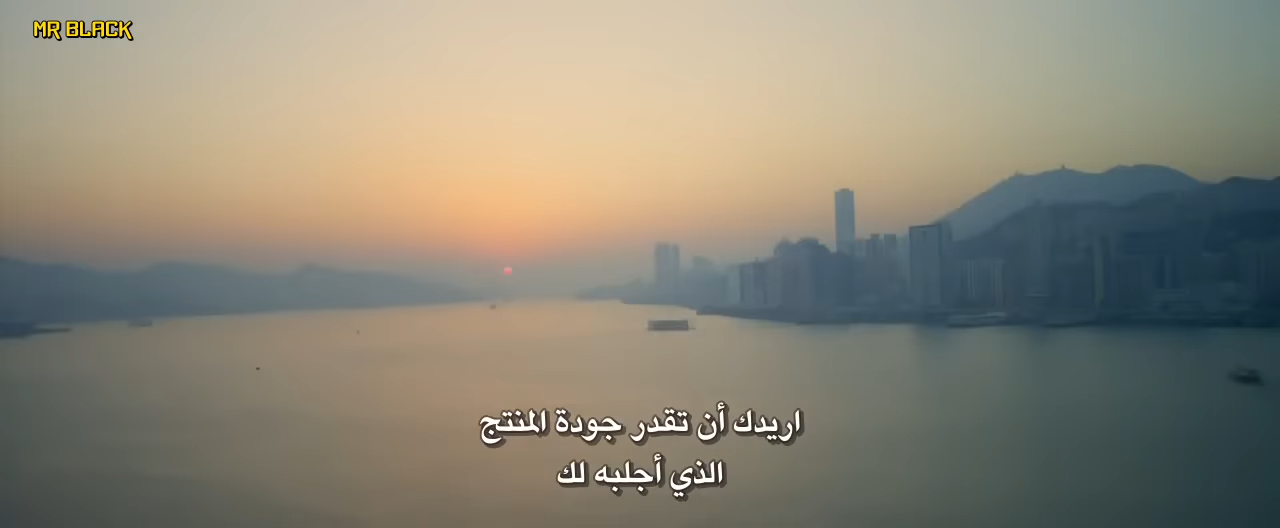 MR BLACK
اريدك أن تقدر جودة المنتج
الذي أجلبه لك